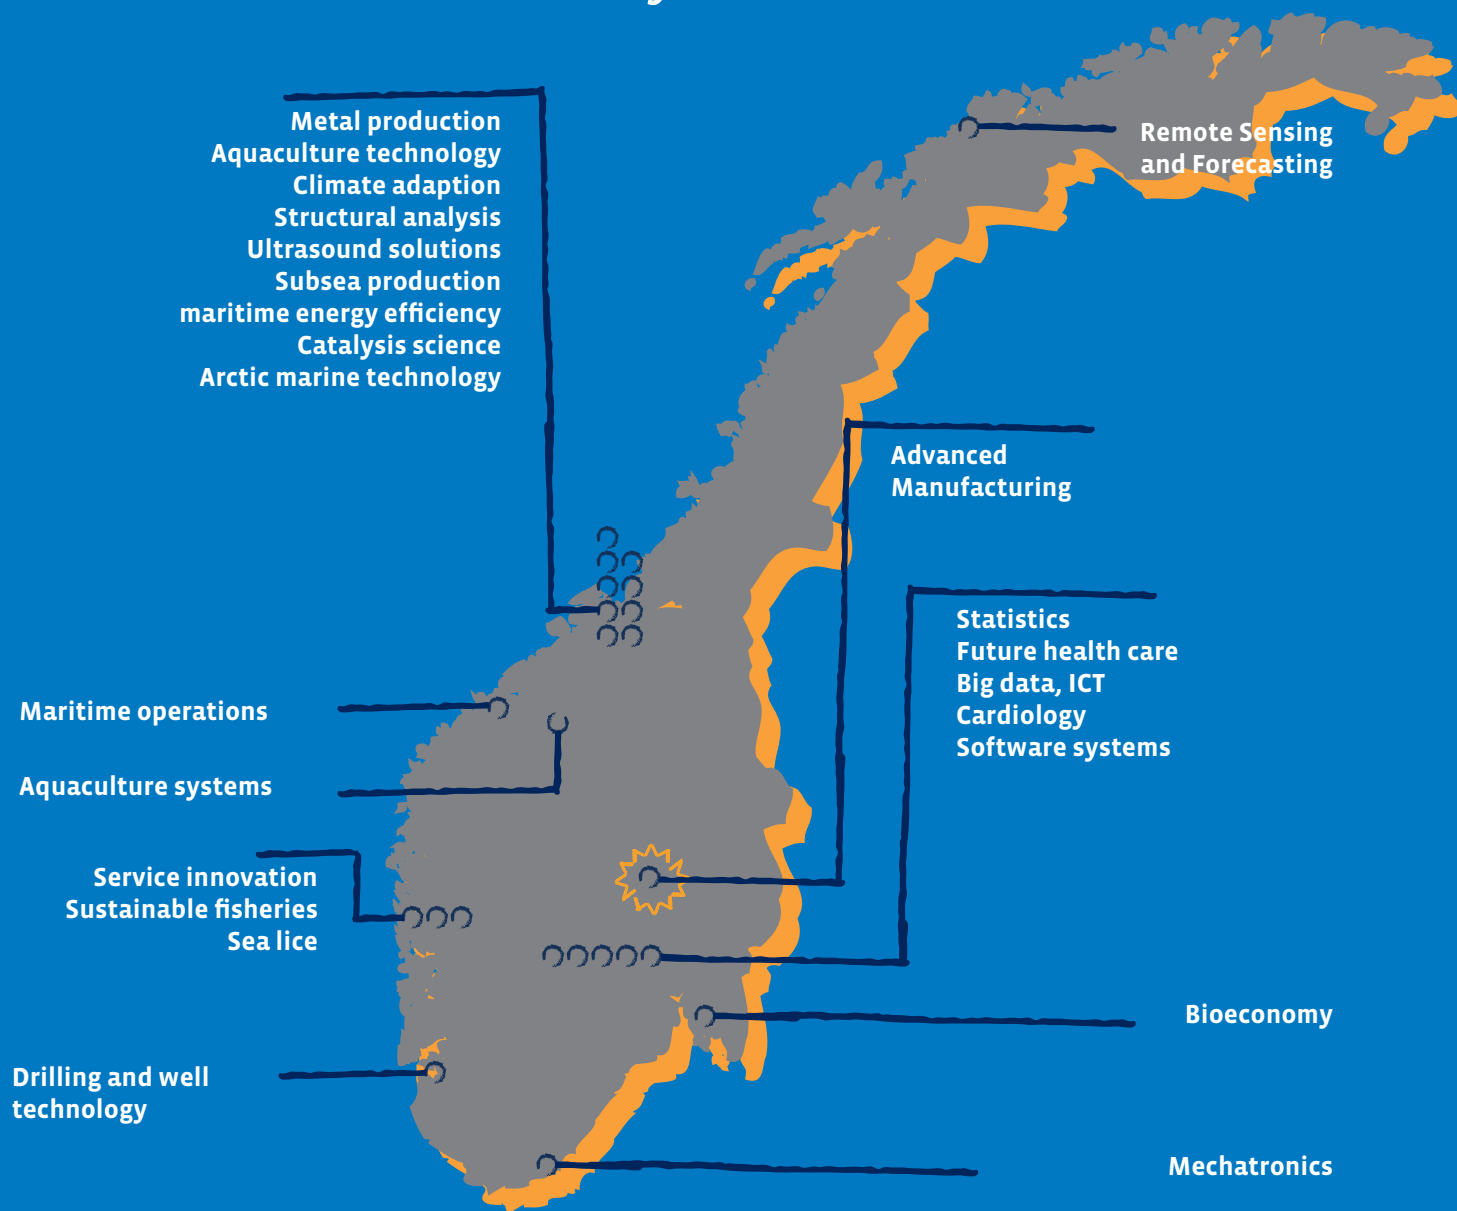 Metal production
Aquaculture technology
Climate adaption
Structural analysis
Ultrasound solutions
Subsea production
maritime energy efficiency
Catalysis science
Arctic marine technology
Remote Sensing
and Forecasting
Advanced
Manufacturing
Statistics
Future health care
Big data, ICT
Cardiology
Software systems
Maritime operations
Aquaculture systems
Service innovation
Sustainable fisheries
Sea lice
Bioeconomy
Drilling and well
technology
Mechatronics